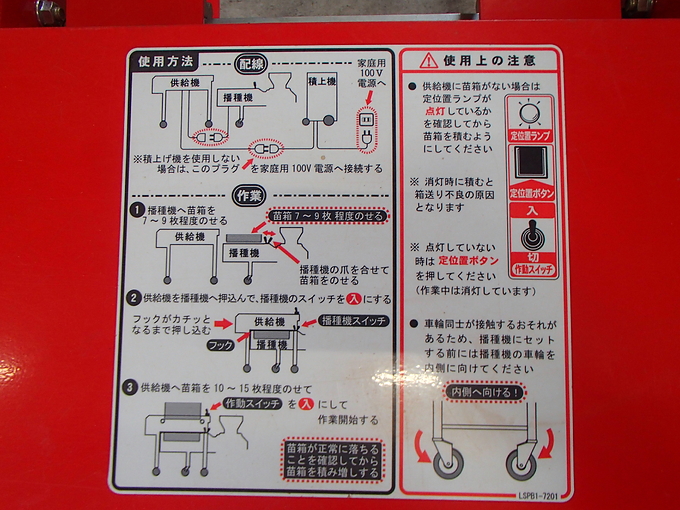 使用方法
配線
家庭用
100V
電源へ
供給機
播種機
積上機
※積上げ機を使用しない
場合は、このプラグ を家庭用100V電源へ接続する
作業
1 播種機へ苗箱を
7～9枚程度のせる
苗箱7～9枚程度のせる
供給機
播種機
播種機の爪を合せて
苗箱をのせる
2 供給機を播種機へ押込んで、播種機のスイッチを入にする
フックがカチッと
なるまで押し込む
供給機
播種機スイッチ
フック
播種機
3 供給機へ苗箱を10～15枚程度のせて
作動スイッチ を入にして
作業開始する
苗箱が正常に落ちる
ことを確認してから
苗箱を積み増しする
使用上の注意
● 供給機に苗箱がない場合は
定位置ランプが
点灯しているか
を確認してから
苗箱を積むよう
にしてください
定位置ランプ
定位置ボタン
入
切
作動スイッチ
※ 消灯時に積むと
箱送り不良の原因
となります
※ 点灯していない
時は定位置ボタン
を押してください
(作業中は消灯しています)
● 車輪同士が接触するおそれ
があるため、播種機にセット
する前には播種機の車輪を
内側に向けてください
内側へ向ける!
LSPB1-7201